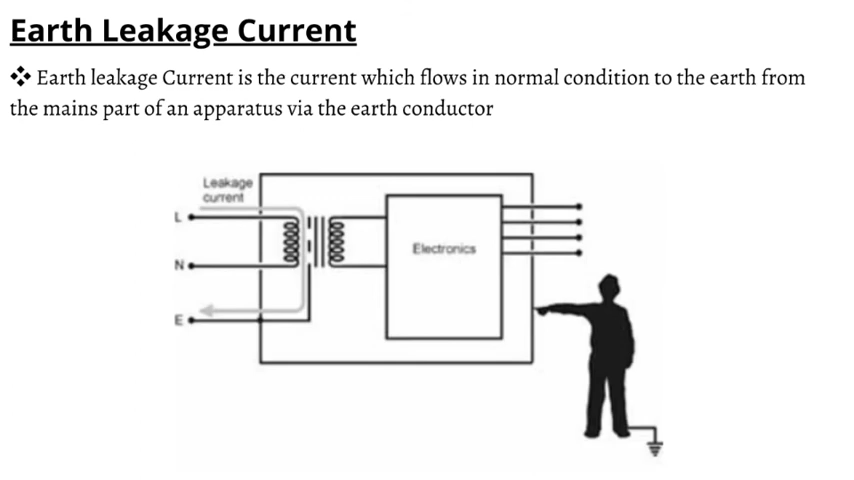 Earth Leakage Current
❖ Earth leakage Current is the current which flows in normal condition to the earth from
the mains part of an apparatus via the earth conductor
Leakage
current
L
N
E
Electronics